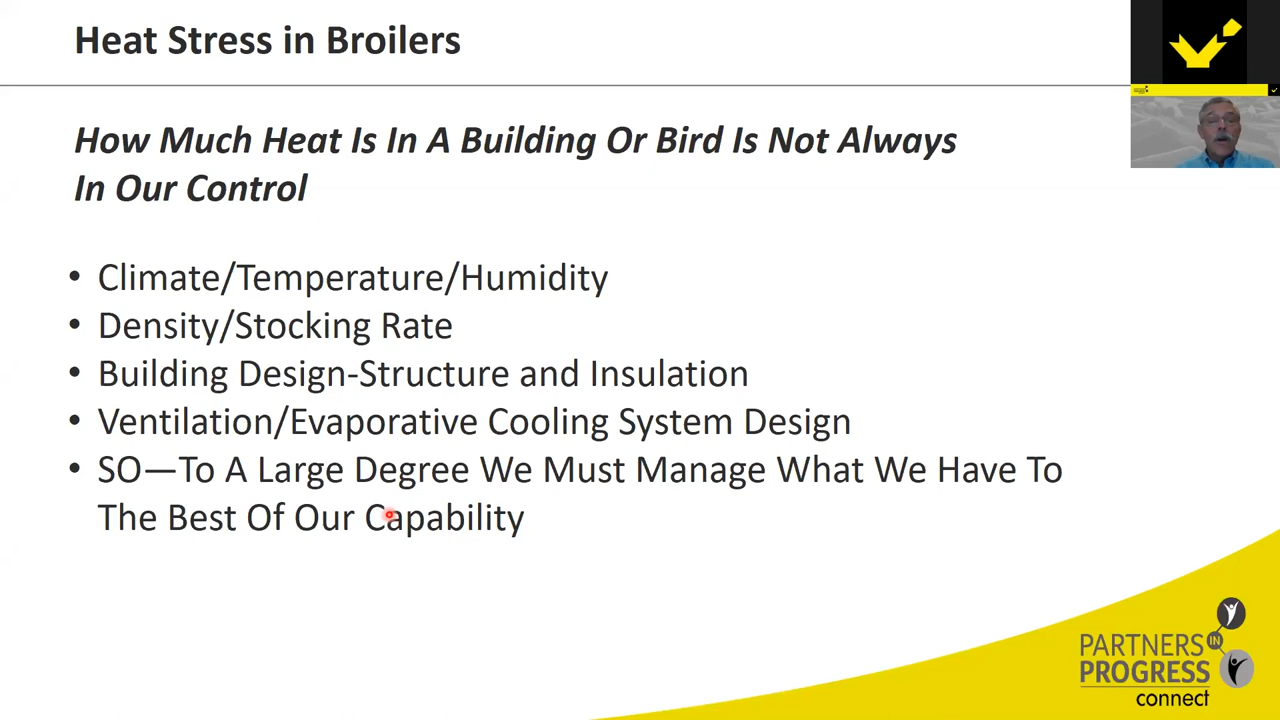 Heat Stress in Broilers
How Much Heat Is In A Building Or Bird Is Not Always
In Our Control
• Climate/Temperature/Humidity
• Density/Stocking Rate
• Building Design-Structure and Insulation
• Ventilation/Evaporative Cooling System Design
• SO—To A Large Degree We Must Manage What We Have To
The Best Of Our Capability
PARTNERS
IN
PROGRESS
connect